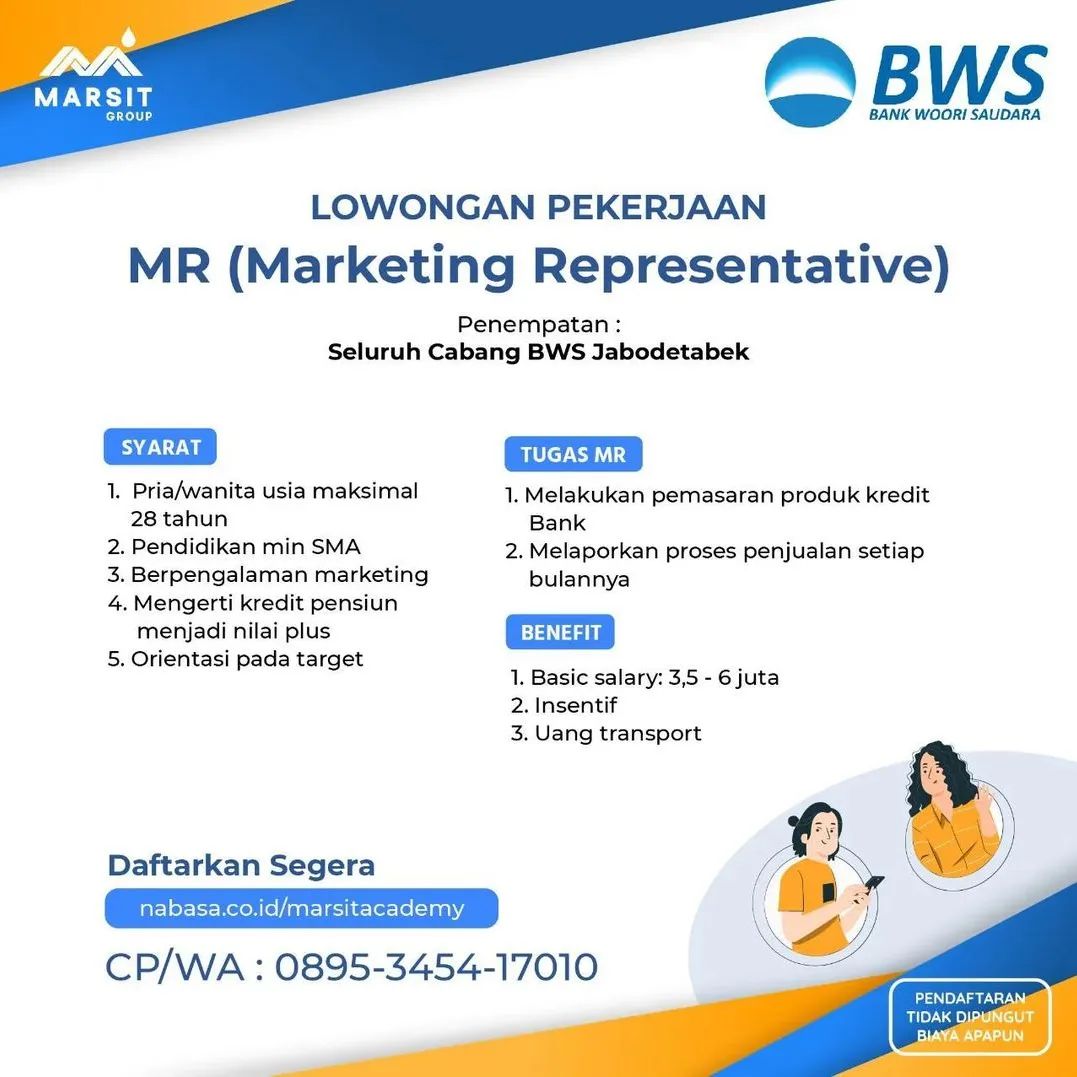 MARSIT
GROUP
BWS
BANK WOORI SAUDARA
LOWONGAN PEKERJAAN
MR (Marketing Representative)
Penempatan :
Seluruh Cabang BWS Jabodetabek
SYARAT
1. Pria/wanita usia maksimal
28 tahun
2. Pendidikan min SMA
3. Berpengalaman marketing
4. Mengerti kredit pensiun
menjadi nilai plus
5. Orientasi pada target
TUGAS MR
1. Melakukan pemasaran produk kredit
Bank
2. Melaporkan proses penjualan setiap
bulannya
BENEFIT
1. Basic salary: 3,5 - 6 juta
2. Insentif
3. Uang transport
Daftarkan Segera
nabasa.co.id/marsitacademy
CP/WA : 0895-3454-17010
PENDAFTARAN
TIDAK DIPUNGUT
BIAYA APAPUN